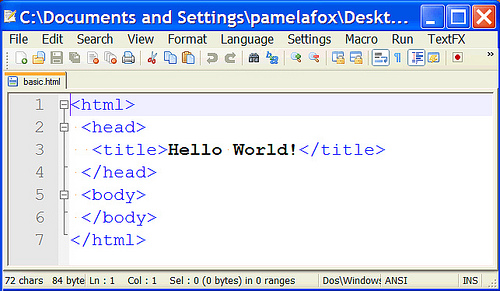 C:\Documents and Settings\pamelafox\Deskt...
File Edit Search View Format Language Settings Macro Run TextFX
basic.html
1 <html>
2 <head>
3 <title>Hello World!</title>
4 </head>
5 <body>
6 </body>
7 </html>
72 chars 84 byte Ln : 1 Col : 1 Sel : 0 (0 bytes) in 0 ranges Dos\Windows ANSI INS